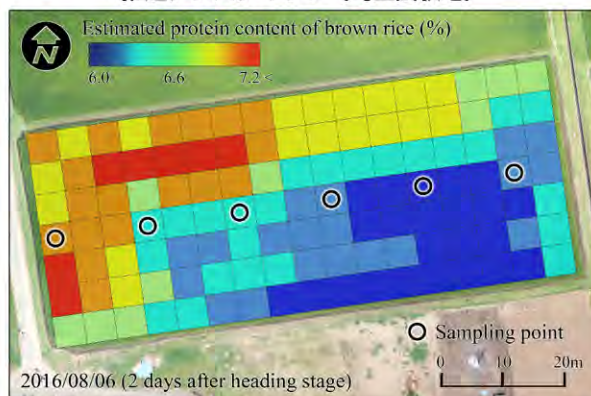 Estimated protein content of brown rice (%)
N
6.0 6.6 7.2 <
Sampling point
0 10 20m
2016/08/06 (2 days after heading stage)